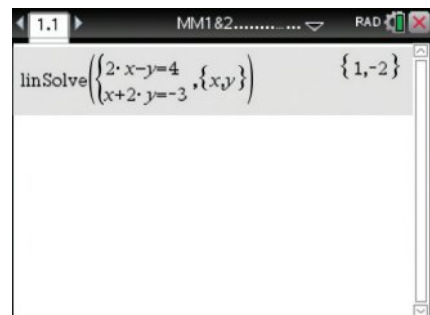 1.1 MM1&2........... RAD
linSolve({2·x−y=4
x+2·y=−3 ,{x,y}) {1,-2}